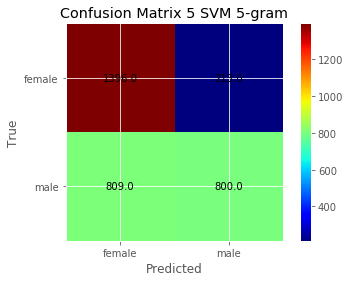 Confusion Matrix 5 SVM 5-gram
female
male
809.0
800.0
female
male
True
Predicted
1200
1000
800
600
400